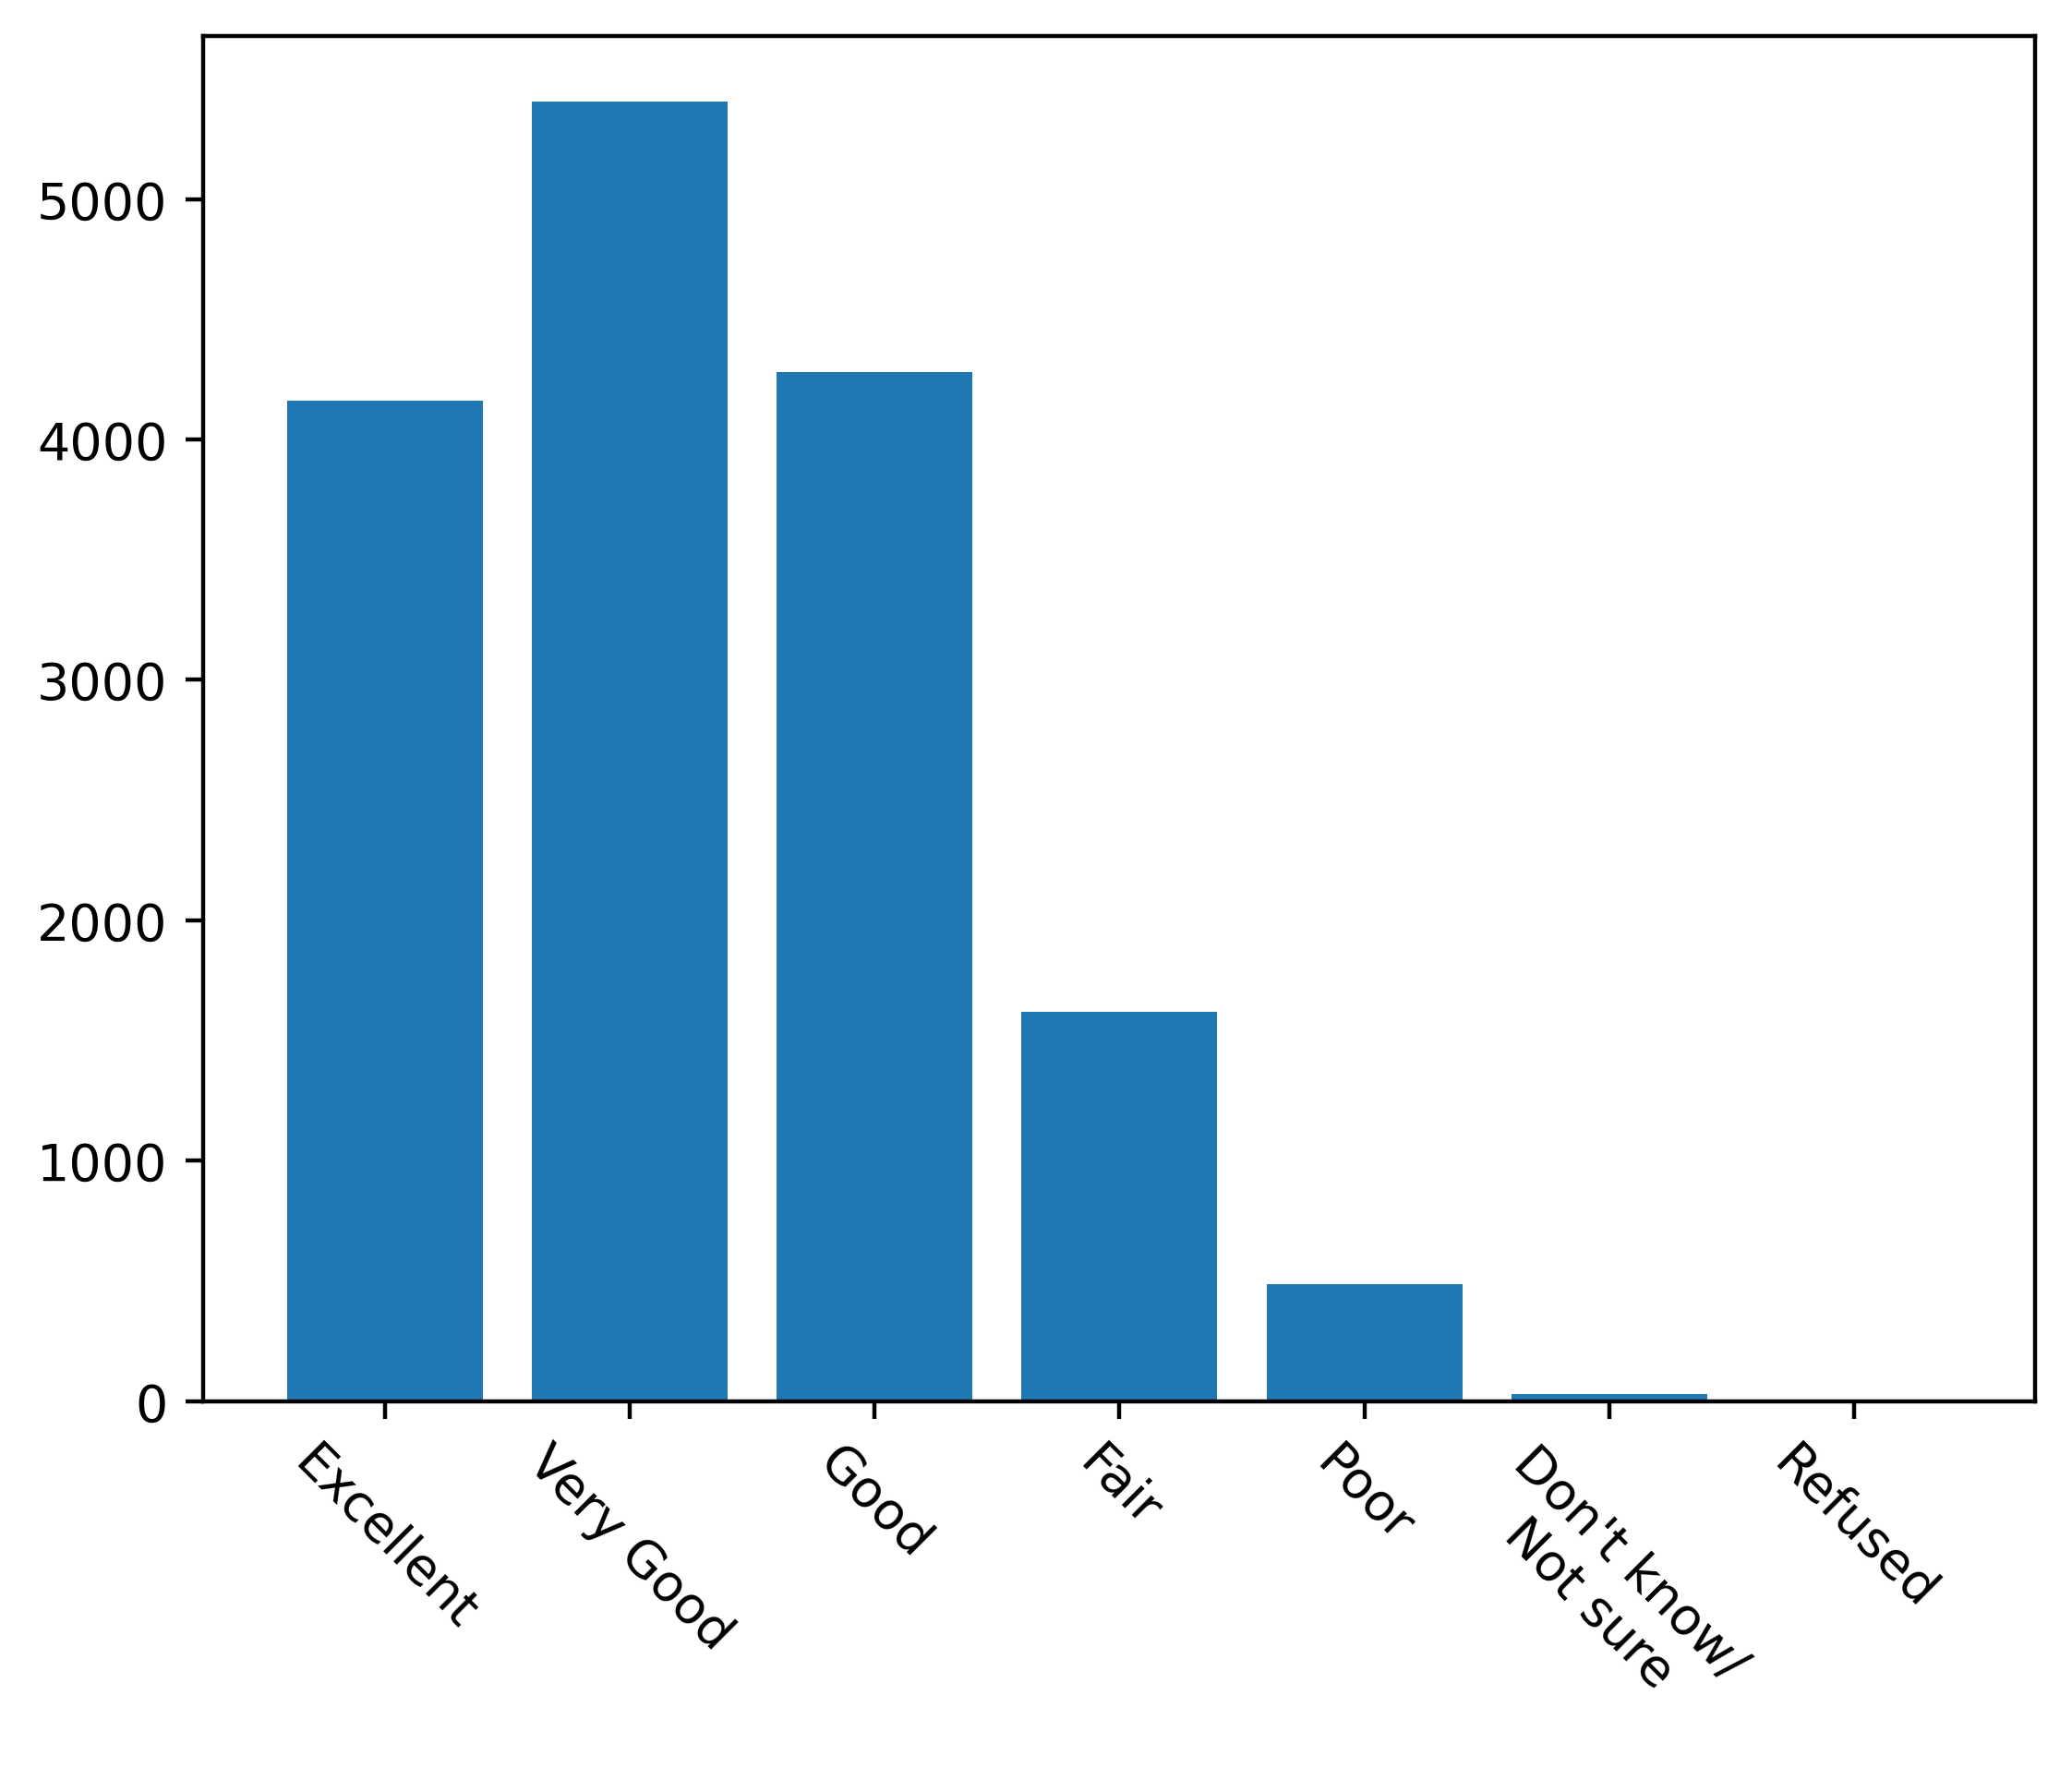 5000
4000
3000
2000
1000
0
Excellent
Very Good
Good
Fair
Poor
Don't know/
Not sure
Refused